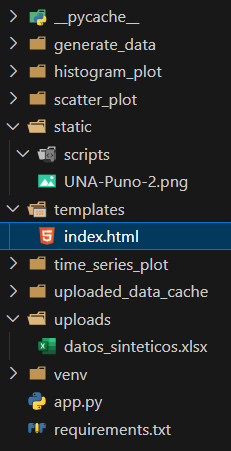 __pycache__
generate_data
histogram_plot
scatter_plot
static
scripts
UNA-Puno-2.png
templates
index.html
time_series_plot
uploaded_data_cache
uploads
datos_sinteticos.xlsx
venv
app.py
requirements.txt